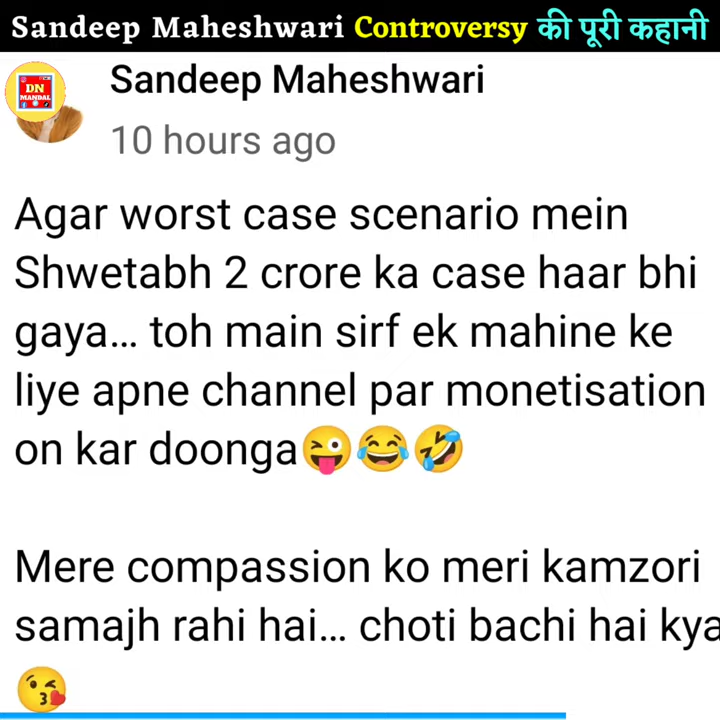 Sandeep Maheshwari Controversy की पूरी कहानी
DN
MANDAL
Sandeep Maheshwari
10 hours ago
Agar worst case scenario mein
Shwetabh 2 crore ka case haar bhi
gaya... toh main sirf ek mahine ke
liye apne channel par monetisation
on kar doonga😜😂🤣
Mere compassion ko meri kamzori
samajh rahi hai... choti bachi hai kya
😘